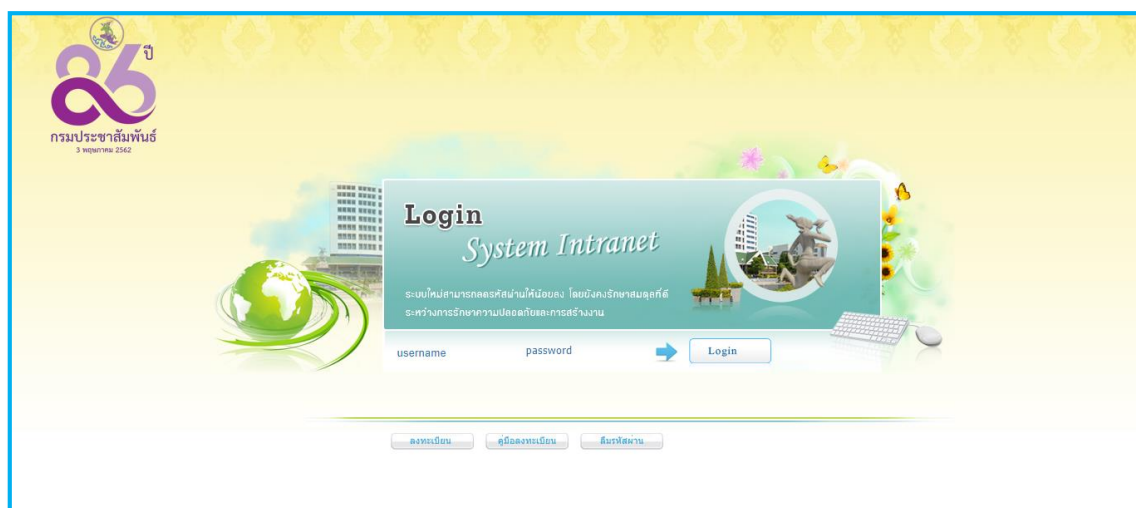 86 ปี
กรมประชาสัมพันธ์
3 พฤษภาคม 2562
Login
System Intranet
ระบบใหม่สามารถลดรหัสผ่านให้น้อยลง โดยยังคงรักษาสมดุลที่ดี
ระหว่างการรักษาความปลอดภัยและการสร้างงาน
username password Login
ลงทะเบียน คู่มือลงทะเบียน ลืมรหัสผ่าน